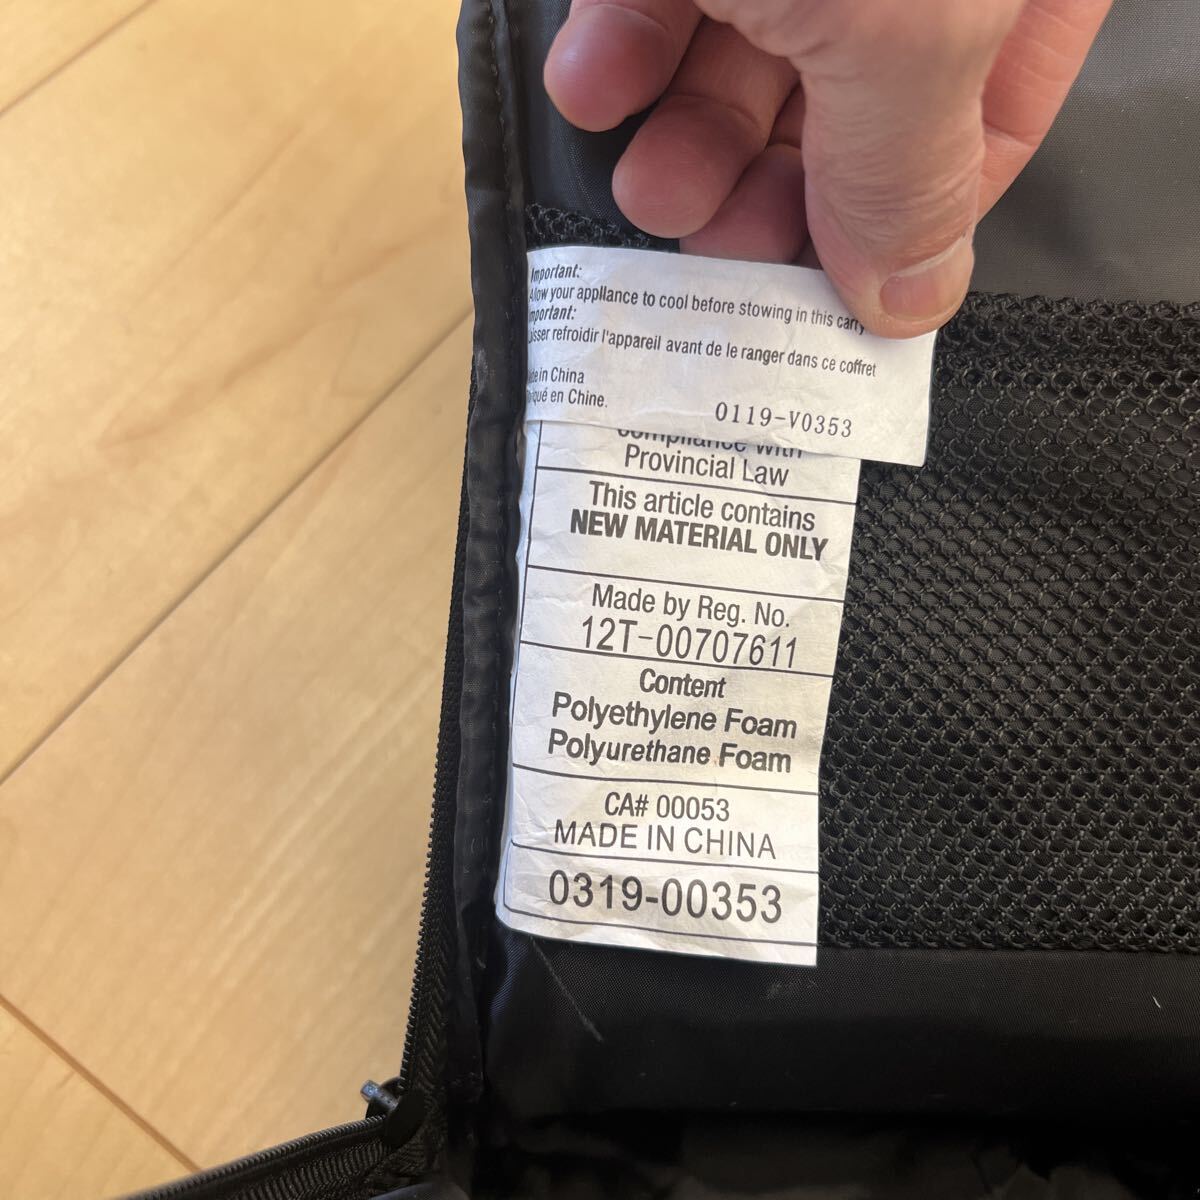 Important:
Allow your appliance to cool before stowing in this carry
Important:
Laisser refroidir l'appareil avant de le ranger dans ce coffret
Made in China
Fabriqué en Chine.
0119-V0353
compliance with
Provincial Law
This article contains
NEW MATERIAL ONLY
Made by Reg. No.
12T-00707611
Content
Polyethylene Foam
Polyurethane Foam
CA# 00053
MADE IN CHINA
0319-00353